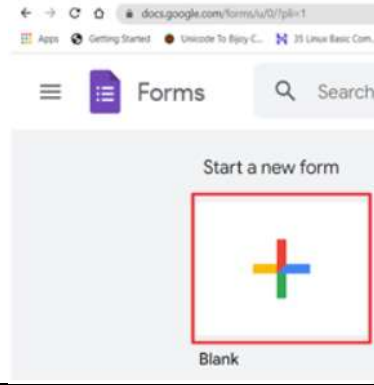 docs.google.com/forms/u/0/?pli=1
Apps Getting Started Unicode To Bijoy C... 35 Linux Basic Com.
Forms Search
Start a new form
Blank